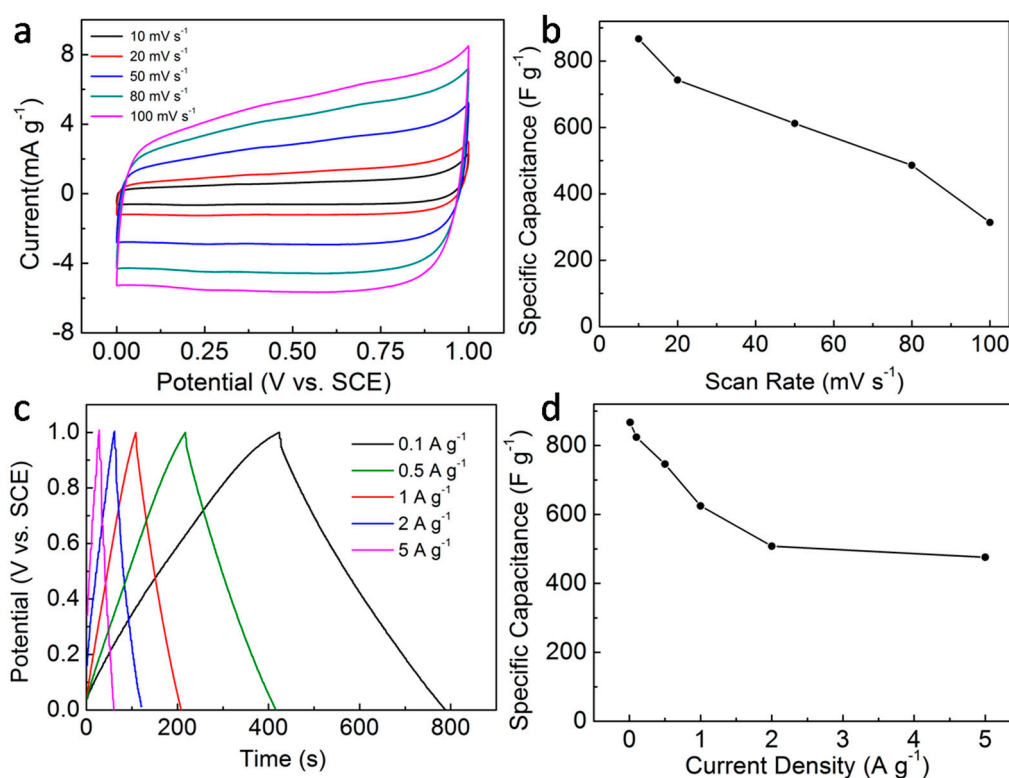 a
10 mV s⁻¹
20 mV s⁻¹
50 mV s⁻¹
80 mV s⁻¹
100 mV s⁻¹
8
4
0
-4
-8
Current(mA g⁻¹)
0.00 0.25 0.50 0.75 1.00
Potential (V vs. SCE)
b
800
600
400
200
0
Specific Capacitance (F g⁻¹)
0 20 40 60 80 100
Scan Rate (mV s⁻¹)
c
0.1 A g⁻¹
0.5 A g⁻¹
1 A g⁻¹
2 A g⁻¹
5 A g⁻¹
1.0
0.8
0.6
0.4
0.2
0.0
Potential (V vs. SCE)
0 200 400 600 800
Time (s)
d
800
600
400
200
0
Specific Capacitance (F g⁻¹)
0 1 2 3 4 5
Current Density (A g⁻¹)